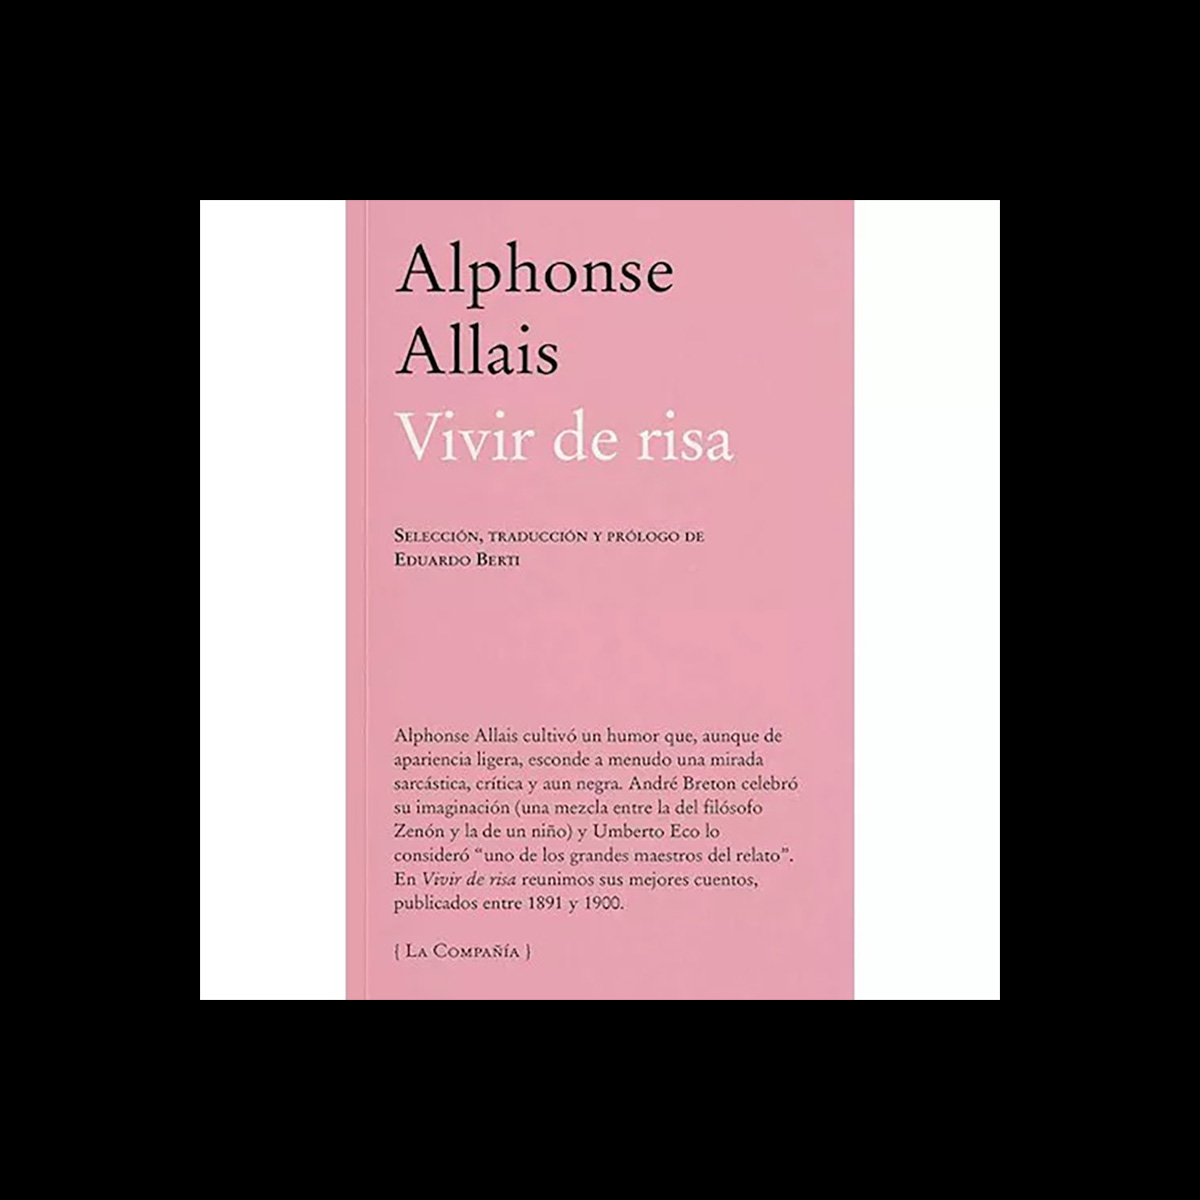 Alphonse
Allais
Vivir de risa
Selección, traducción y prólogo de
Eduardo Berti
Alphonse Allais cultivó un humor que, aunque de
apariencia ligera, esconde a menudo una mirada
sarcástica, crítica y aun negra. André Breton celebró
su imaginación (una mezcla entre la del filósofo
Zenón y la de un niño) y Umberto Eco lo
consideró “uno de los grandes maestros del relato”.
En Vivir de risa reunimos sus mejores cuentos,
publicados entre 1891 y 1900.
{ La Compañía }